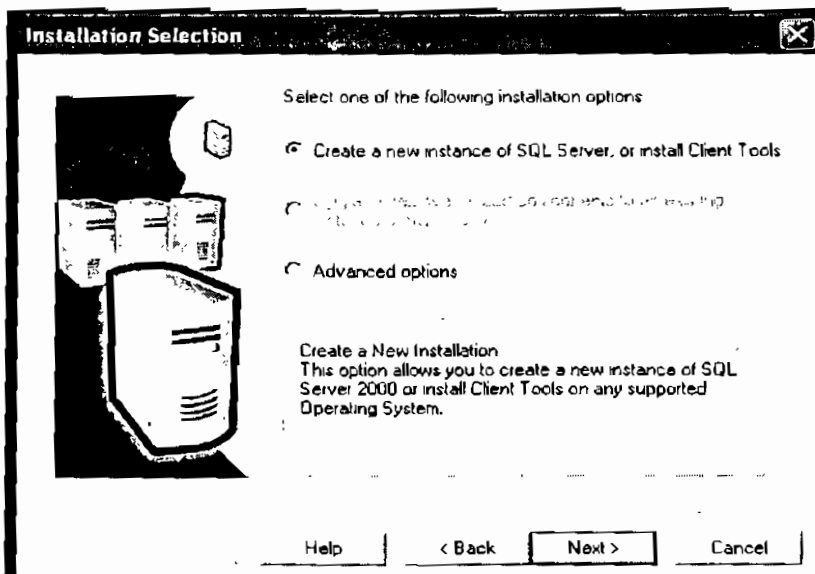 Installation Selection
Select one of the following installation options
Create a new instance of SQL Server, or install Client Tools
Advanced options
Create a New Installation
This option allows you to create a new instance of SQL
Server 2000 or install Client Tools on any supported
Operating System.
Help
< Back
Next >
Cancel